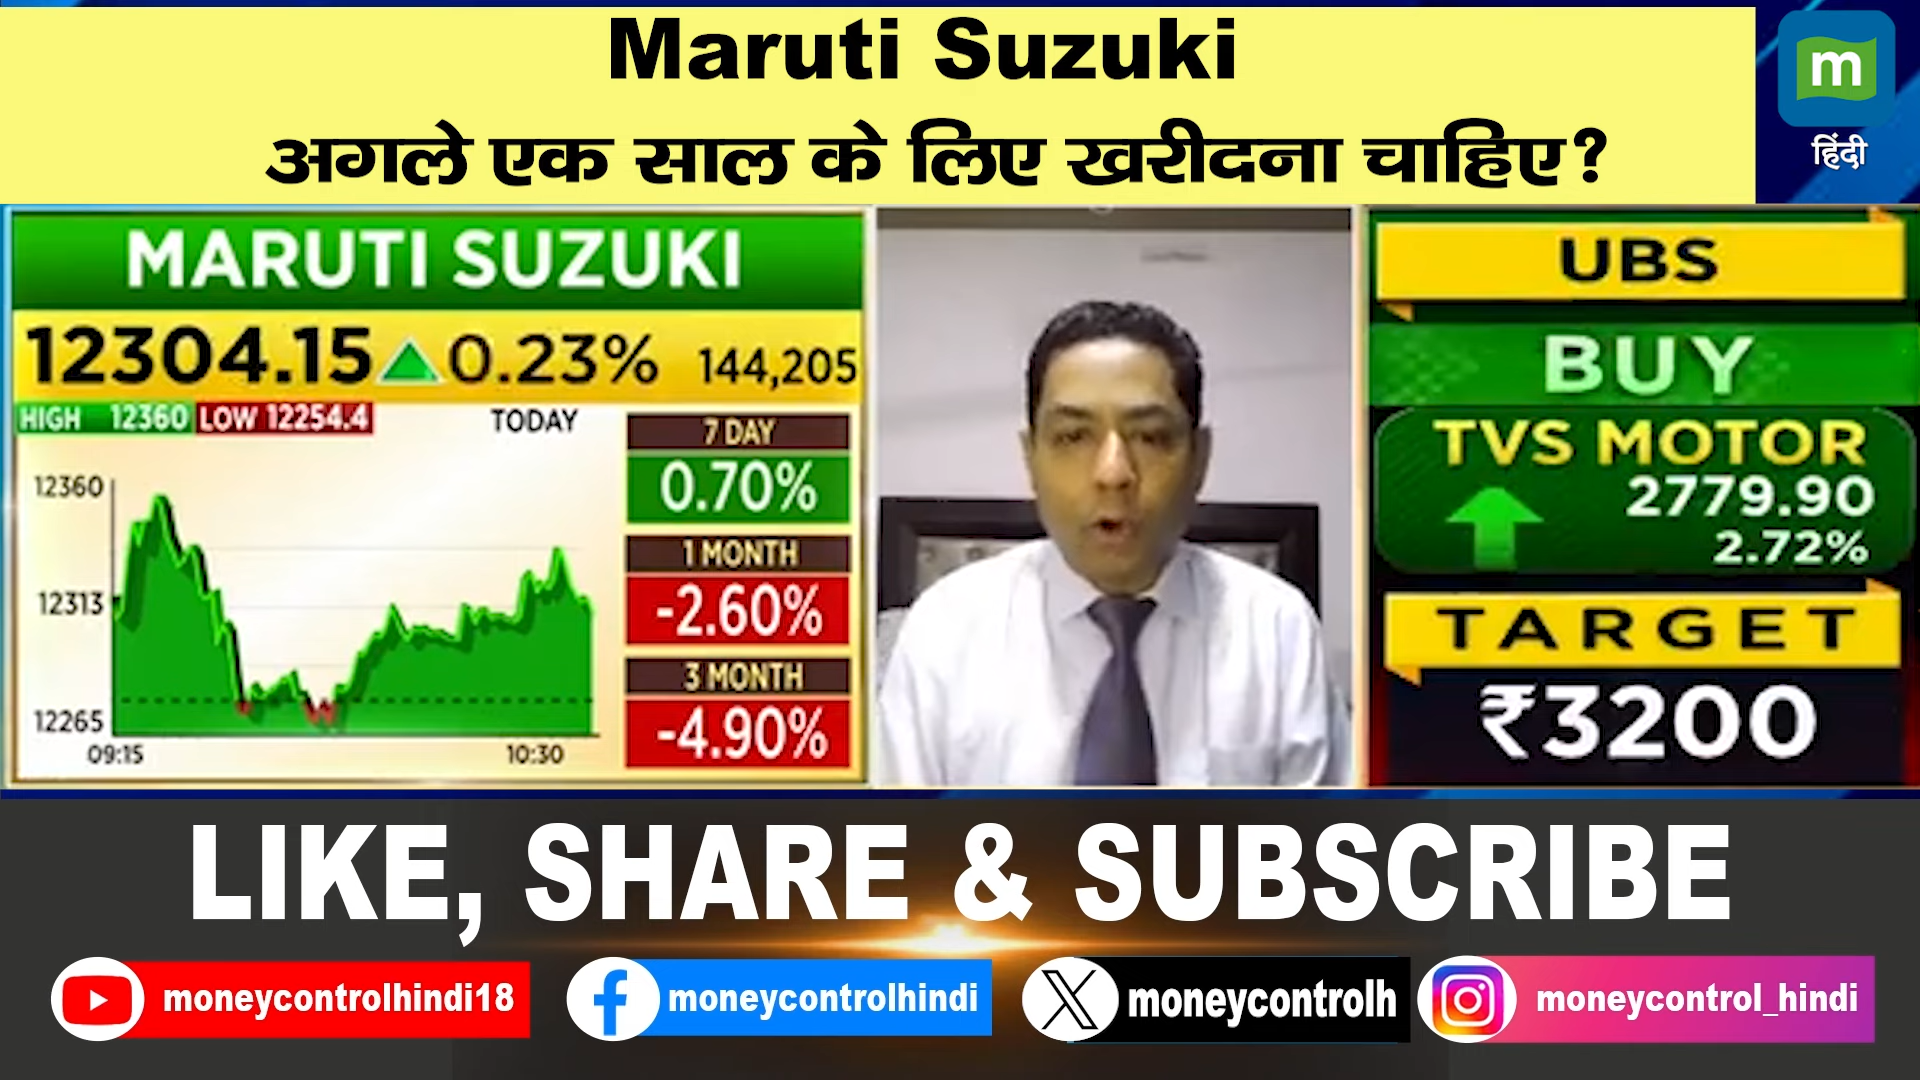 Maruti Suzuki
अगले एक साल के लिए खरीदना चाहिए?
m
हिंदी
MARUTI SUZUKI
12304.15 0.23% 144,205
HIGH 12360 LOW 12254.4 TODAY
12360
12313
12265
09:15 10:30
7 DAY
0.70%
1 MONTH
-2.60%
3 MONTH
-4.90%
UBS
BUY
TVS MOTOR
2779.90
2.72%
TARGET
₹3200
LIKE, SHARE & SUBSCRIBE
moneycontrolhindi18
moneycontrolhindi
moneycontrolh
moneycontrol_hindi